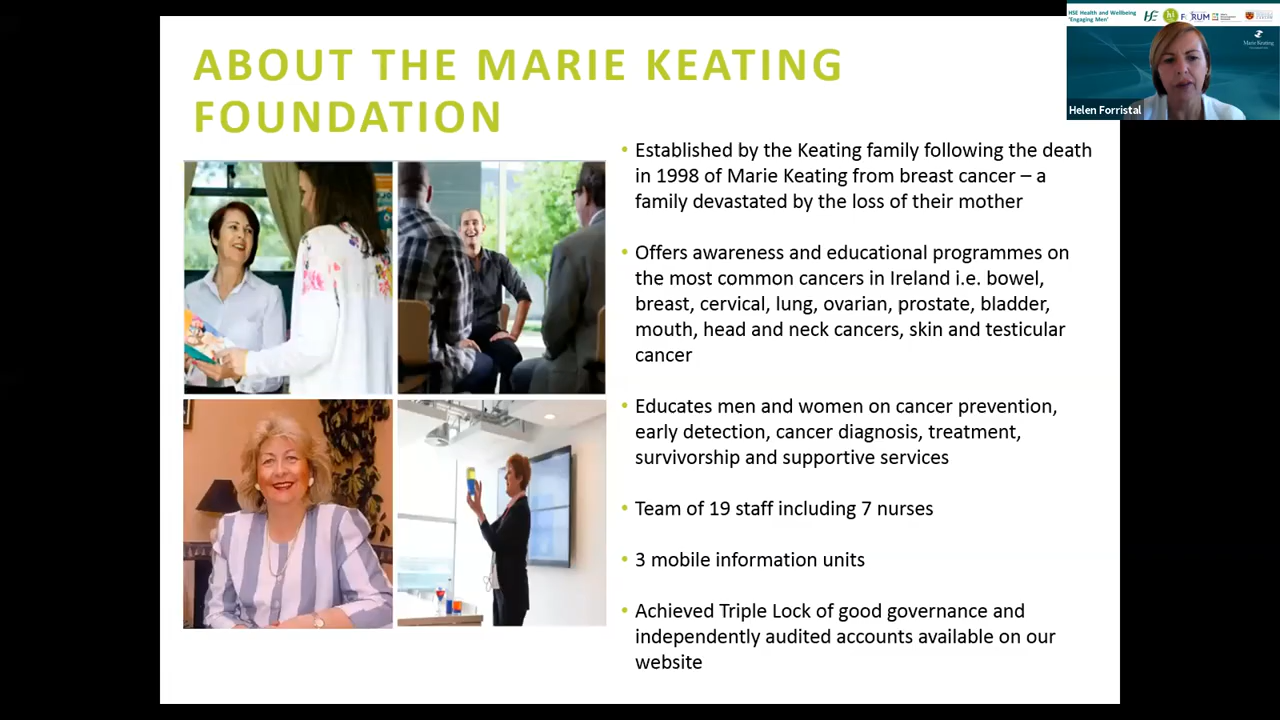 ABOUT THE MARIE KEATING
FOUNDATION
• Established by the Keating family following the death
in 1998 of Marie Keating from breast cancer – a
family devastated by the loss of their mother
• Offers awareness and educational programmes on
the most common cancers in Ireland i.e. bowel,
breast, cervical, lung, ovarian, prostate, bladder,
mouth, head and neck cancers, skin and testicular
cancer
• Educates men and women on cancer prevention,
early detection, cancer diagnosis, treatment,
survivorship and supportive services
• Team of 19 staff including 7 nurses
• 3 mobile information units
• Achieved Triple Lock of good governance and
independently audited accounts available on our
website
HSE Health and Wellbeing
'Engaging Men'
hi
FORUM
Marie Keating
Helen Forristal